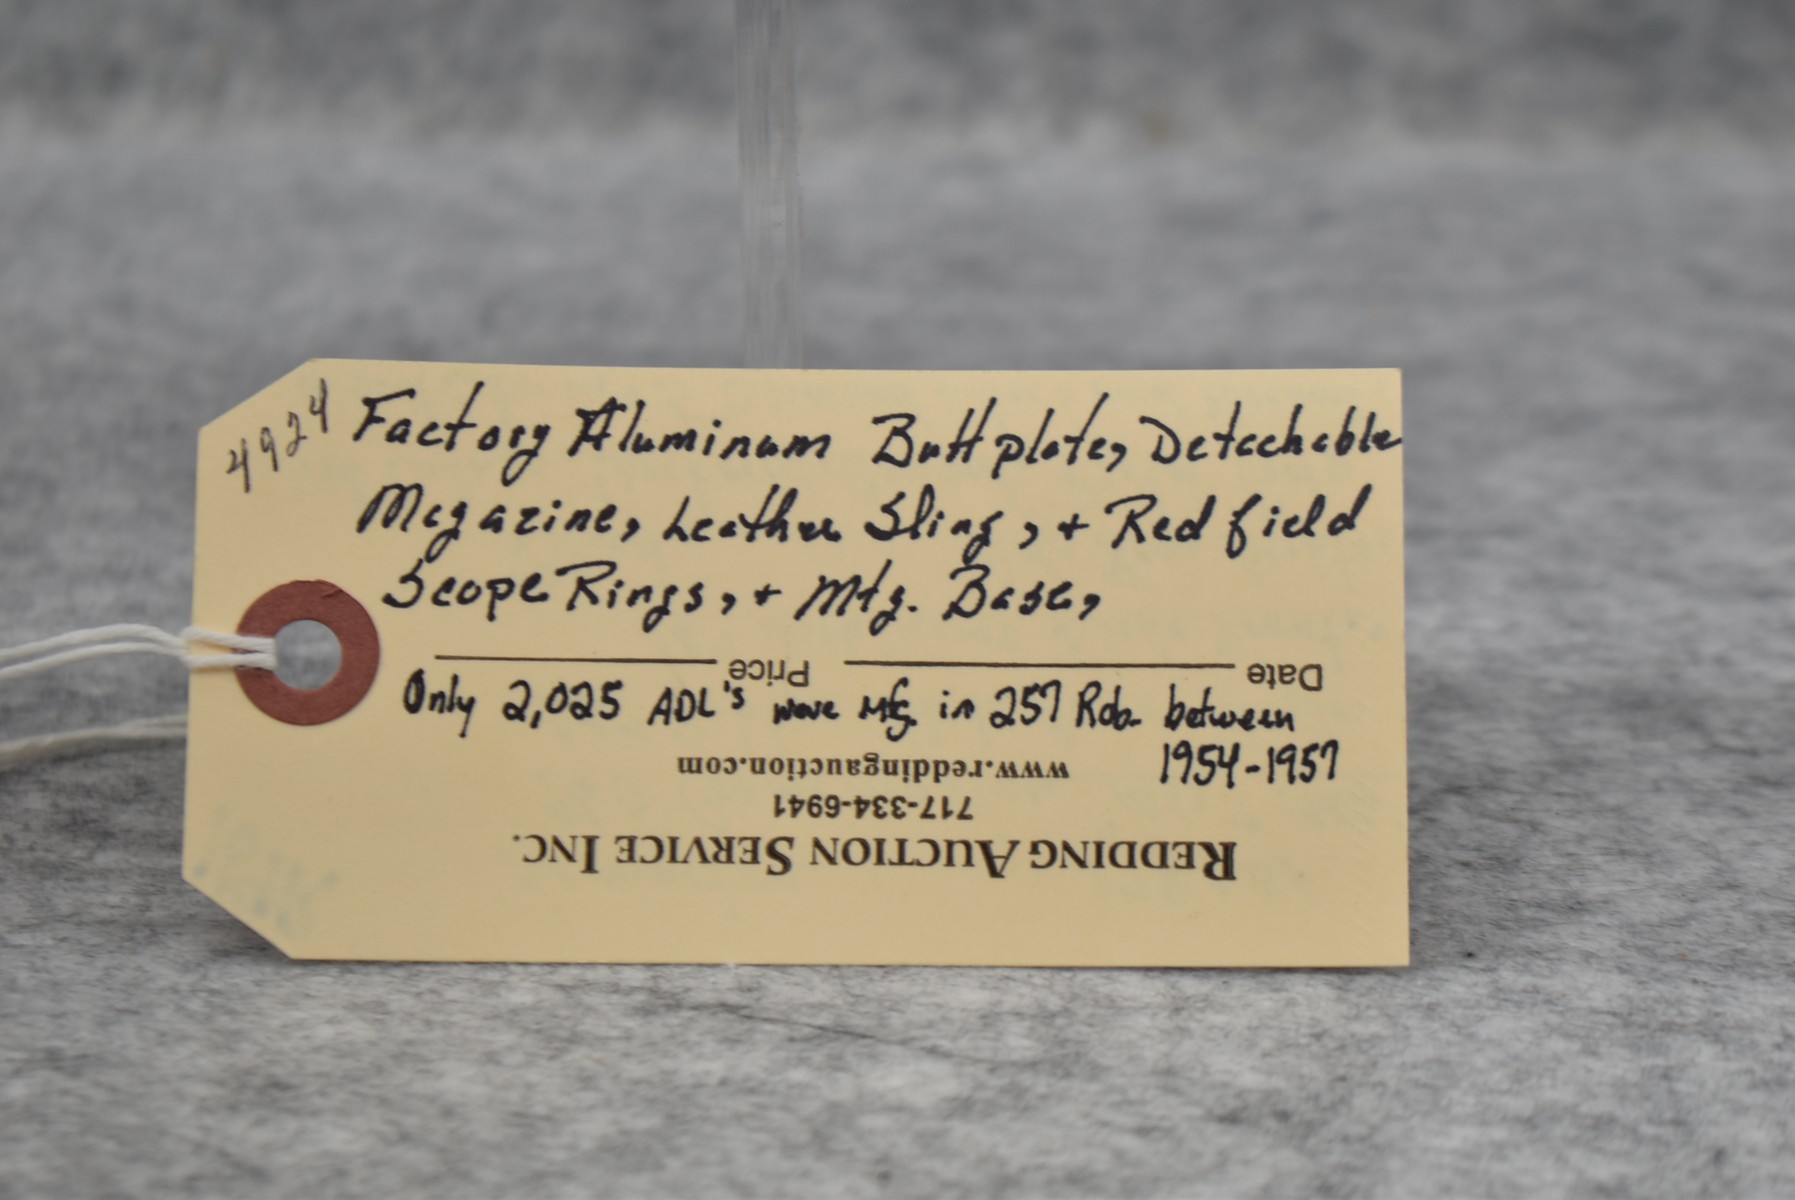 4924
Factory Aluminum Buttplate, Detachable
Magazine, Leather Sling, + Redfield
Scope Rings, + Mtg. Base,
Date Price
Only 2,025 ADL's were Mfg. in 257 Rob. between
1954-1957
www.reddingauction.com
717-334-6941
REDDING AUCTION SERVICE INC.